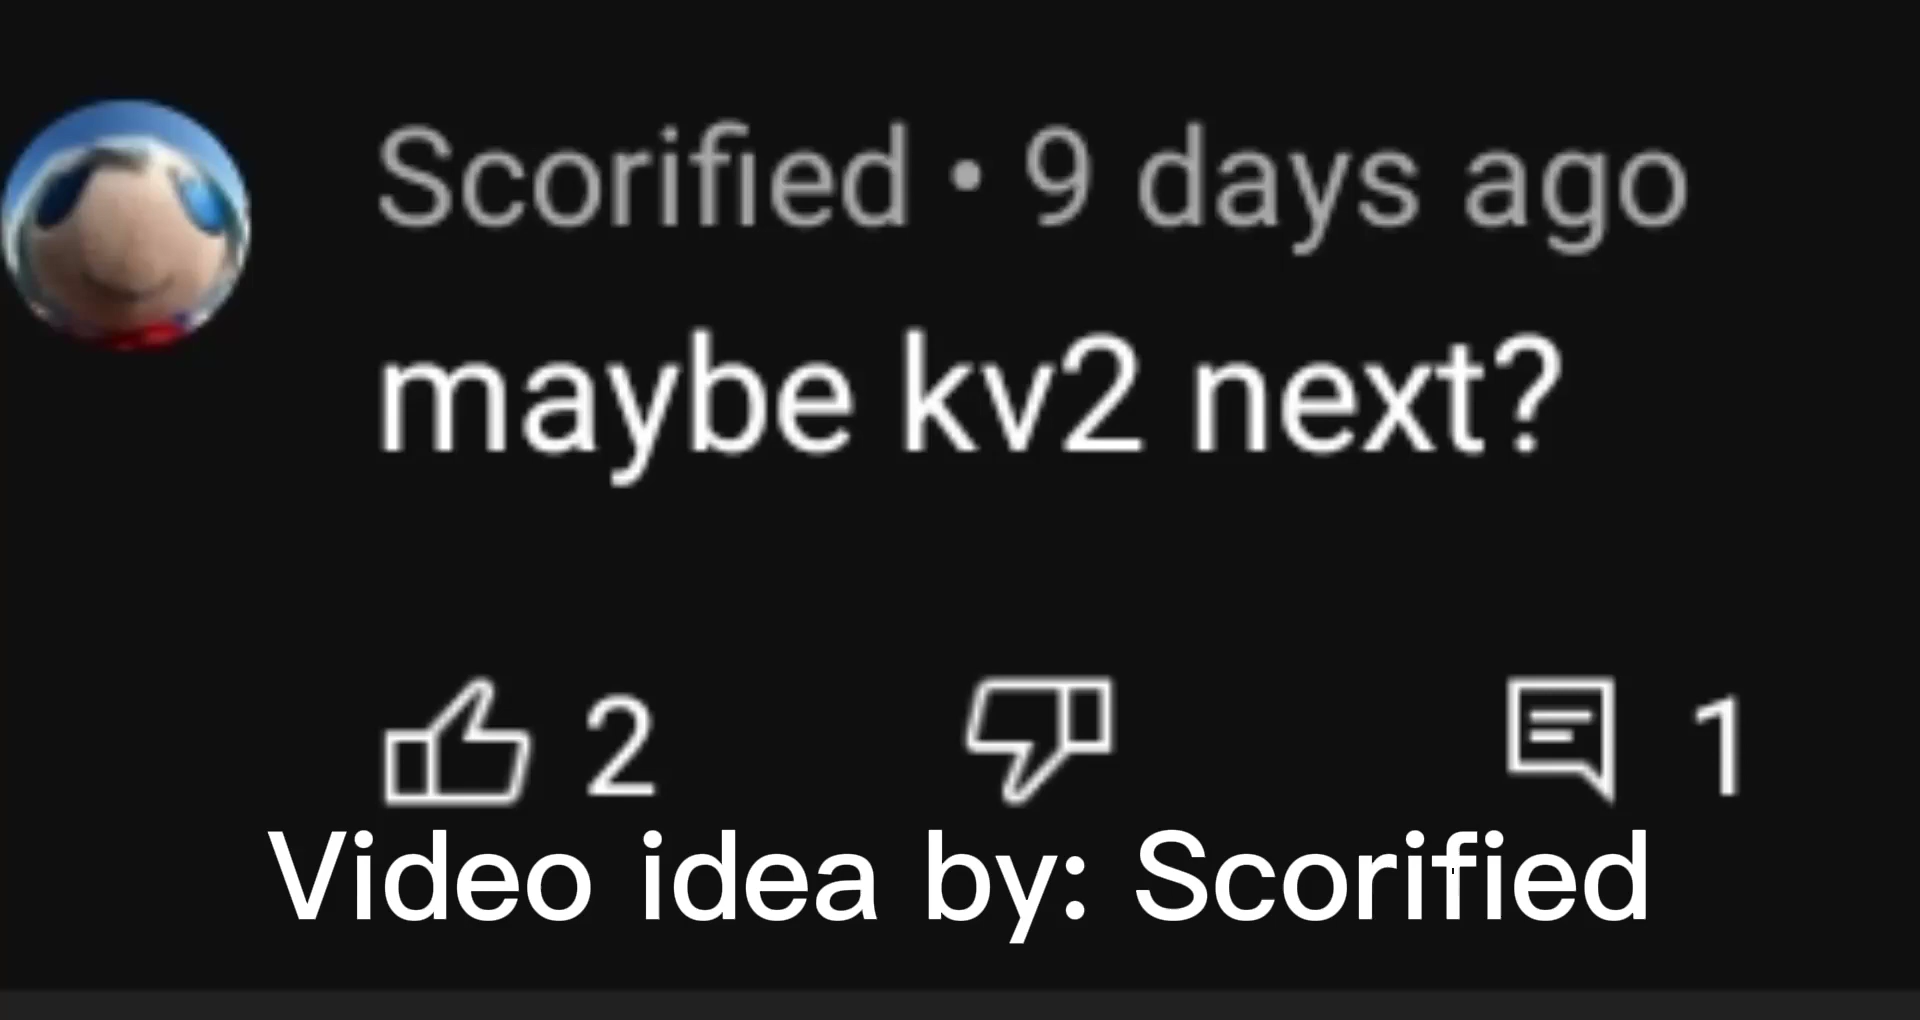 Scorified • 9 days ago
maybe kv2 next?
2 1
Video idea by: Scorified